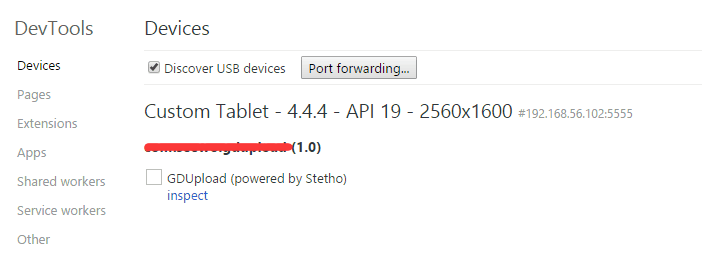 DevTools
Devices
Pages
Extensions
Apps
Shared workers
Service workers
Other
Devices
Discover USB devices Port forwarding...
Custom Tablet - 4.4.4 - API 19 - 2560x1600 #192.168.56.102:5555
(1.0)
GDUpload (powered by Stetho)
inspect